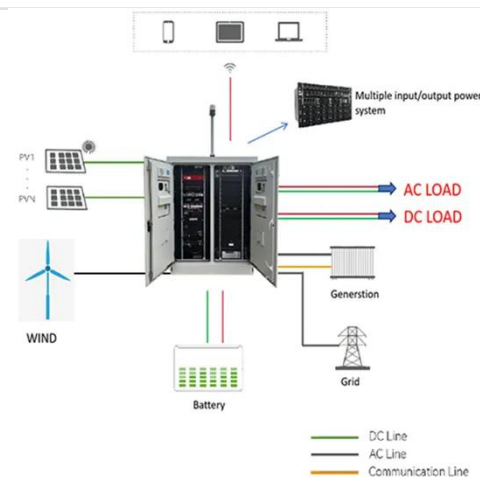 Multiple input/output power
system
PV1
PVN
AC LOAD
DC LOAD
Generstion
WIND
Grid
Battery
DC Line
AC Line
Communication Line